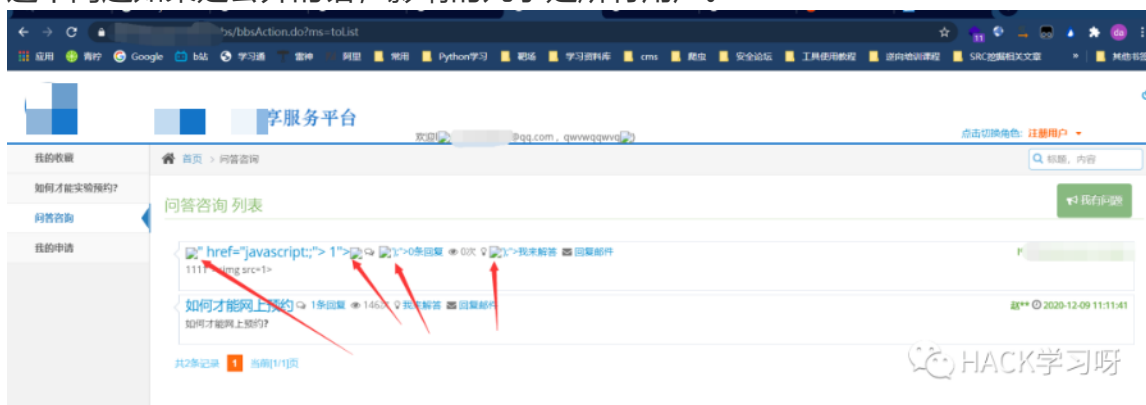 bs/bbsAction.do?ms=toList
应用 青柠 Google b站 学习通 雷神 阿里 常用 Python学习 职场 学习资料库 cms 爬虫 安全论坛 工具使用教程 逆向培训课程 SRC挖掘相关文章 » 其他书签
享服务平台
欢迎 @qq.com , qwvwqqwvq
点击切换角色: 注册用户
我的收藏 首页 > 问答咨询 标题、内容
如何才能实验预约?
问答咨询 列表 我的问题
问答咨询
我的申请
" href="javascript:;"> 1"> ");">0条回复 0次 ");">我来解答 回复邮件
1111 img src=1>
如何才能网上预约 1条回复 146次 我来解答 回复邮件 赵** 2020-12-09 11:11:41
如何才能网上预约?
共2条记录 1 当前[1/1]页
HACK学习呀